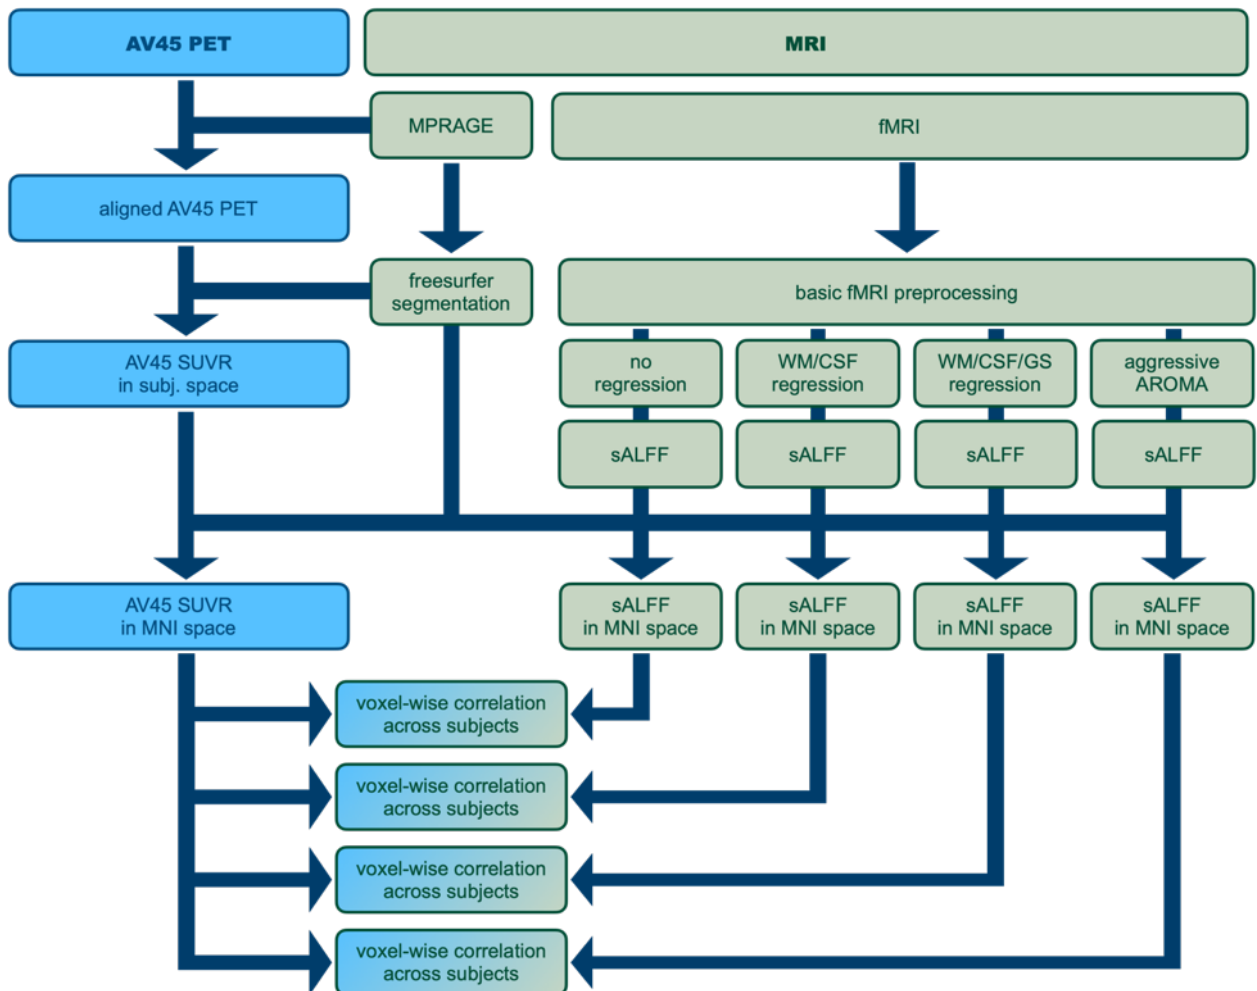 AV45 PET
MRI
MPRAGE
fMRI
aligned AV45 PET
freesurfer
segmentation
basic fMRI preprocessing
AV45 SUVR
in subj. space
no
regression
WM/CSF
regression
WM/CSF/GS
regression
aggressive
AROMA
sALFF
sALFF
sALFF
sALFF
AV45 SUVR
in MNI space
sALFF
in MNI space
sALFF
in MNI space
sALFF
in MNI space
sALFF
in MNI space
voxel-wise correlation
across subjects
voxel-wise correlation
across subjects
voxel-wise correlation
across subjects
voxel-wise correlation
across subjects